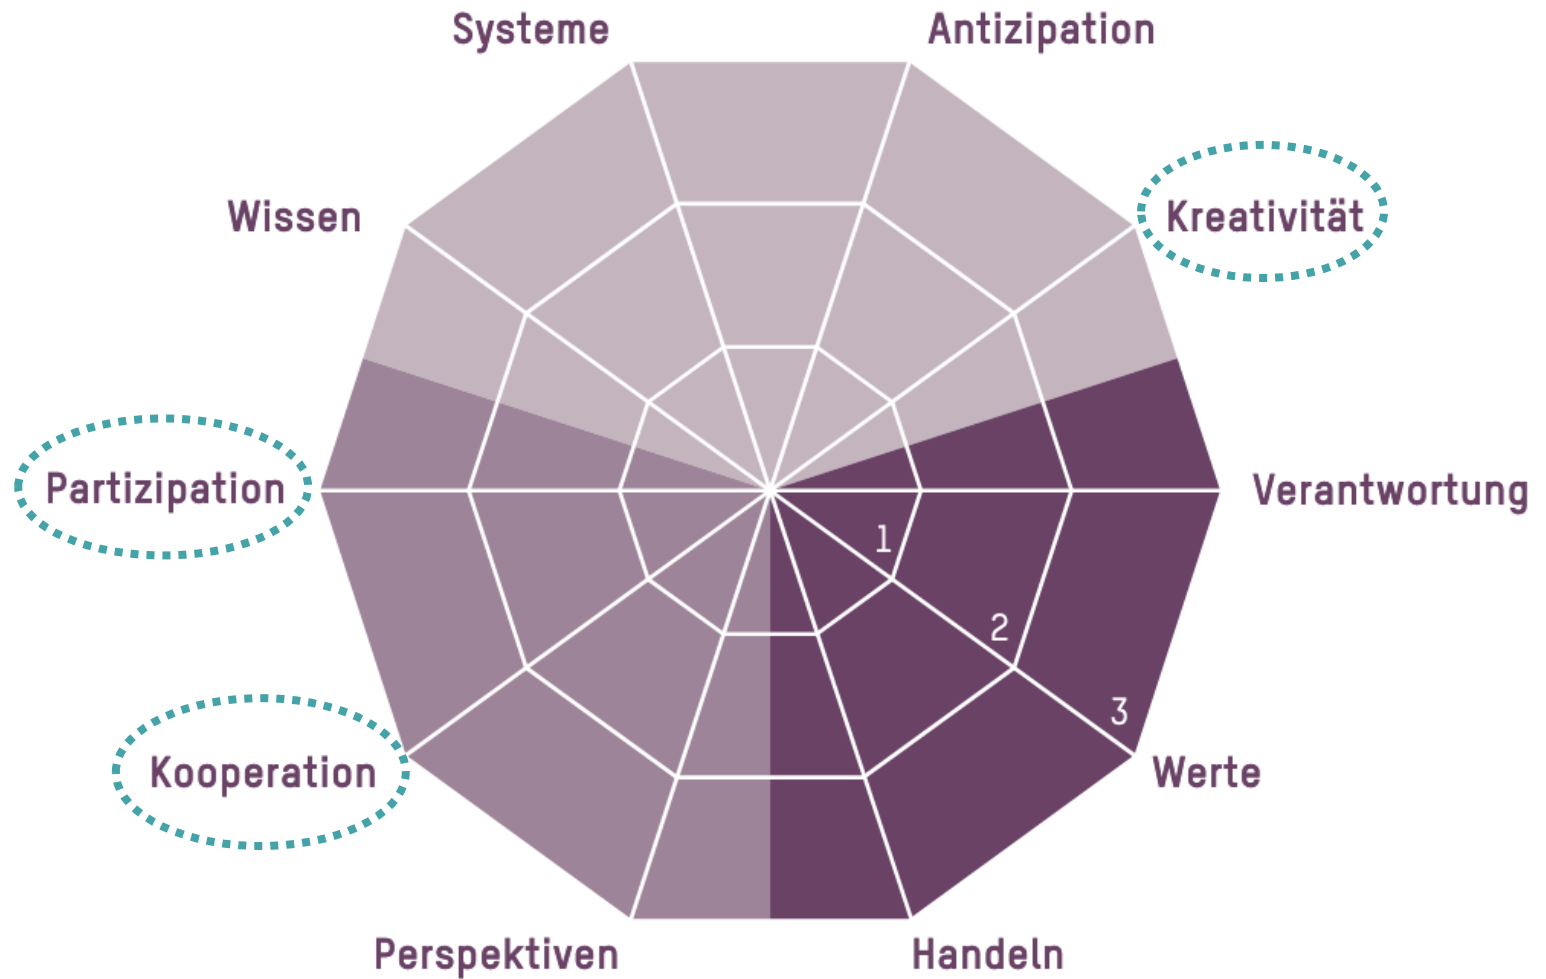 Systeme
Antizipation
Wissen
Kreativität
Partizipation
Verantwortung
1
2
3
Kooperation
Werte
Perspektiven
Handeln